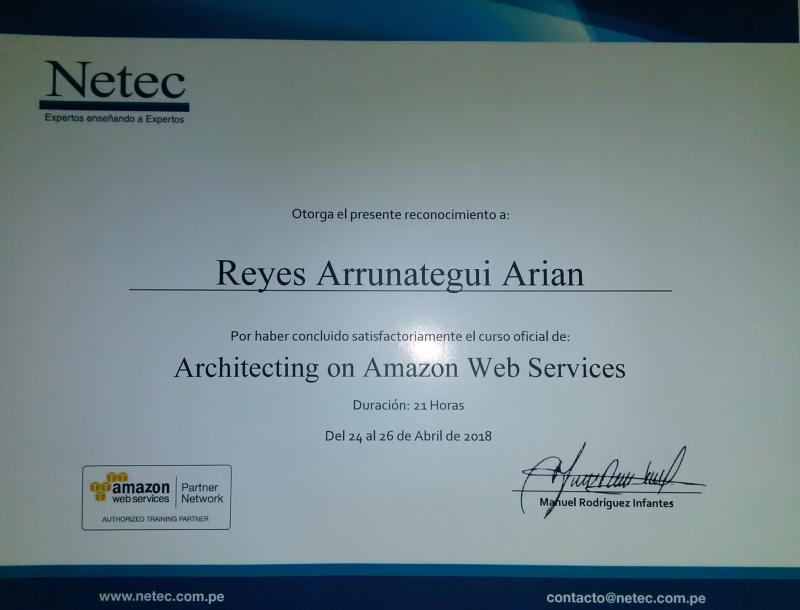 Netec
Expertos enseñando a Expertos
Otorga el presente reconocimiento a:
Reyes Arrunategui Arian
Por haber concluido satisfactoriamente el curso oficial de:
Architecting on Amazon Web Services
Duración: 21 Horas
Del 24 al 26 de Abril de 2018
amazon
web services
Partner
Network
AUTHORIZED TRAINING PARTNER
Manuel Rodriguez Infantes
www.netec.com.pe
contacto@netec.com.pe